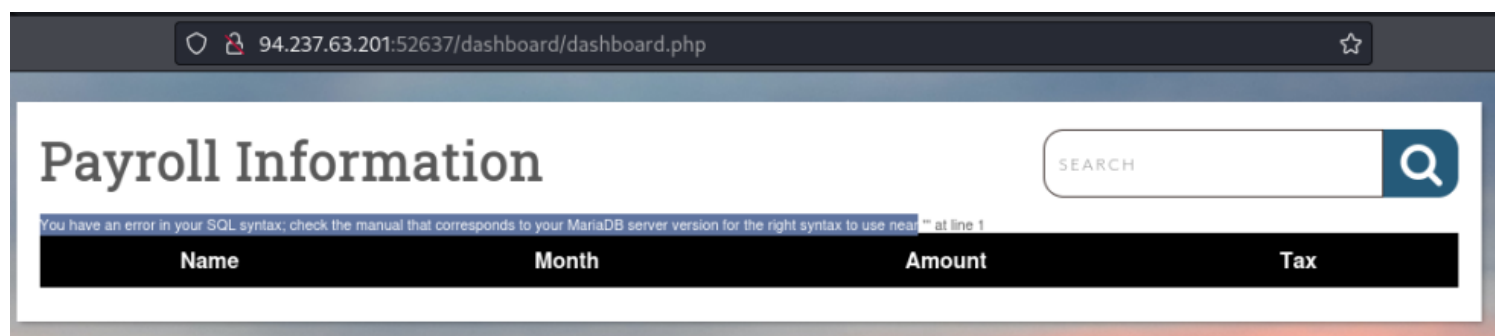 94.237.63.201:52637/dashboard/dashboard.php
Payroll Information
SEARCH
You have an error in your SQL syntax; check the manual that corresponds to your MariaDB server version for the right syntax to use near ''' at line 1
Name Month Amount Tax